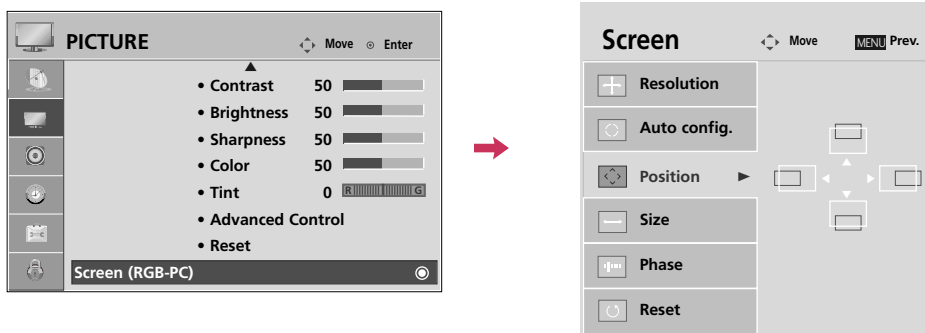 PICTURE
Move Enter
• Contrast 50
• Brightness 50
• Sharpness 50
• Color 50
• Tint 0 R G
• Advanced Control
• Reset
Screen (RGB-PC)
Screen
Move MENU Prev.
Resolution
Auto config.
Position
Size
Phase
Reset